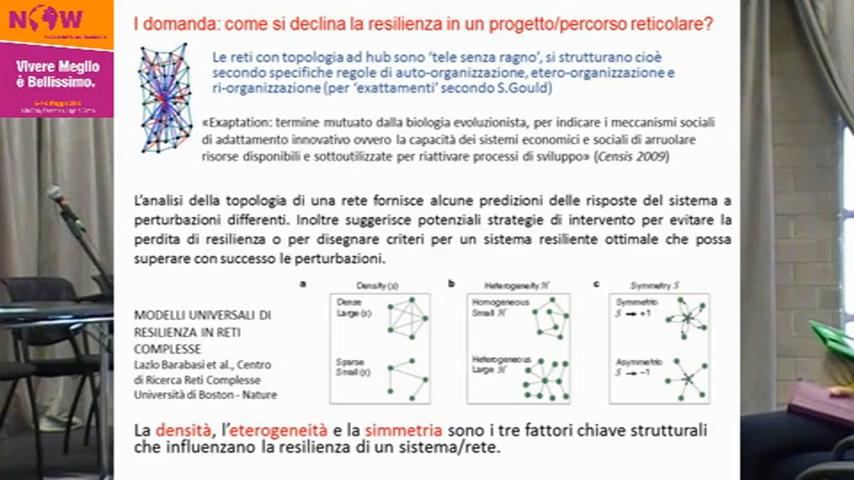 NOW
Vivere Meglio
è Bellissimo.
I domanda: come si declina la resilienza in un progetto/percorso reticolare?
Le reti con topologia ad hub sono 'tele senza ragno', si strutturano cioè
secondo specifiche regole di auto-organizzazione, etero-organizzazione e
ri-organizzazione (per 'exattamenti' secondo S.Gould)
«Exaptation: termine mutuato dalla biologia evoluzionista, per indicare i meccanismi sociali
di adattamento innovativo ovvero la capacità dei sistemi economici e sociali di arruolare
risorse disponibili e sottoutilizzate per riattivare processi di sviluppo» (Censis 2009)
L'analisi della topologia di una rete fornisce alcune predizioni delle risposte del sistema a
perturbazioni differenti. Inoltre suggerisce potenziali strategie di intervento per evitare la
perdita di resilienza o per disegnare criteri per un sistema resiliente ottimale che possa
superare con successo le perturbazioni.
MODELLI UNIVERSALI DI
RESILIENZA IN RETI
COMPLESSE
Lazlo Barabasi et al., Centro
di Ricerca Reti Complesse
Università di Boston - Nature
a Density ⟨s⟩
Dense
Large ⟨s⟩
Sparse
Small ⟨s⟩
b Heterogeneity ℋ
Homogeneous
Small ℋ
Heterogeneous
Large ℋ
c Symmetry 𝒮
Symmetric
𝒮 → +1
Asymmetric
𝒮 → −1
La densità, l'eterogeneità e la simmetria sono i tre fattori chiave strutturali
che influenzano la resilienza di un sistema/rete.